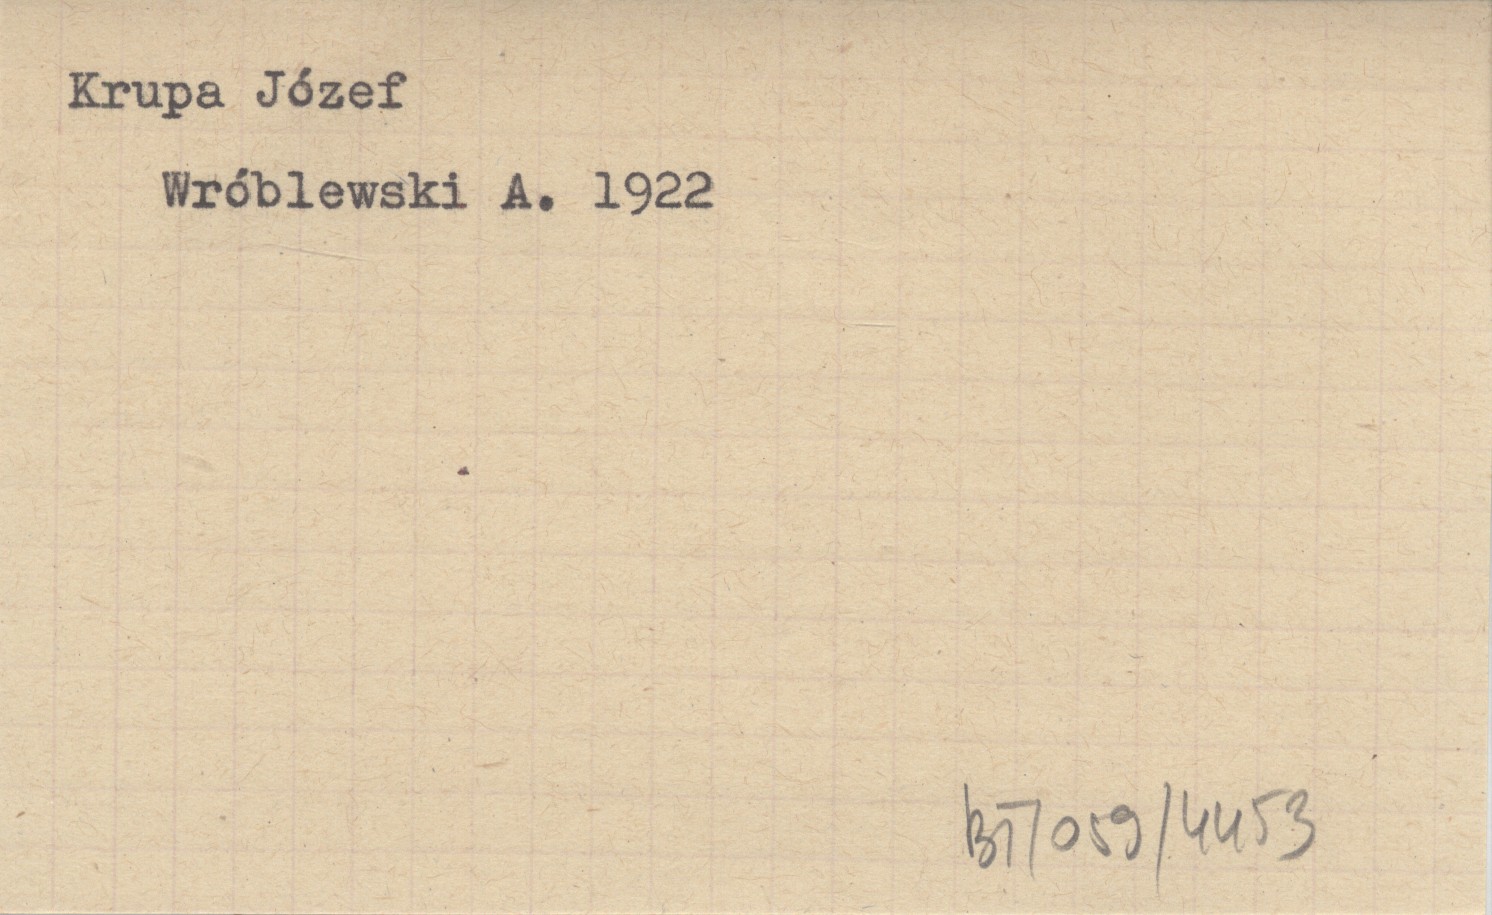 Krupa Józef
Wróblewski A. 1922
BT/059/4453